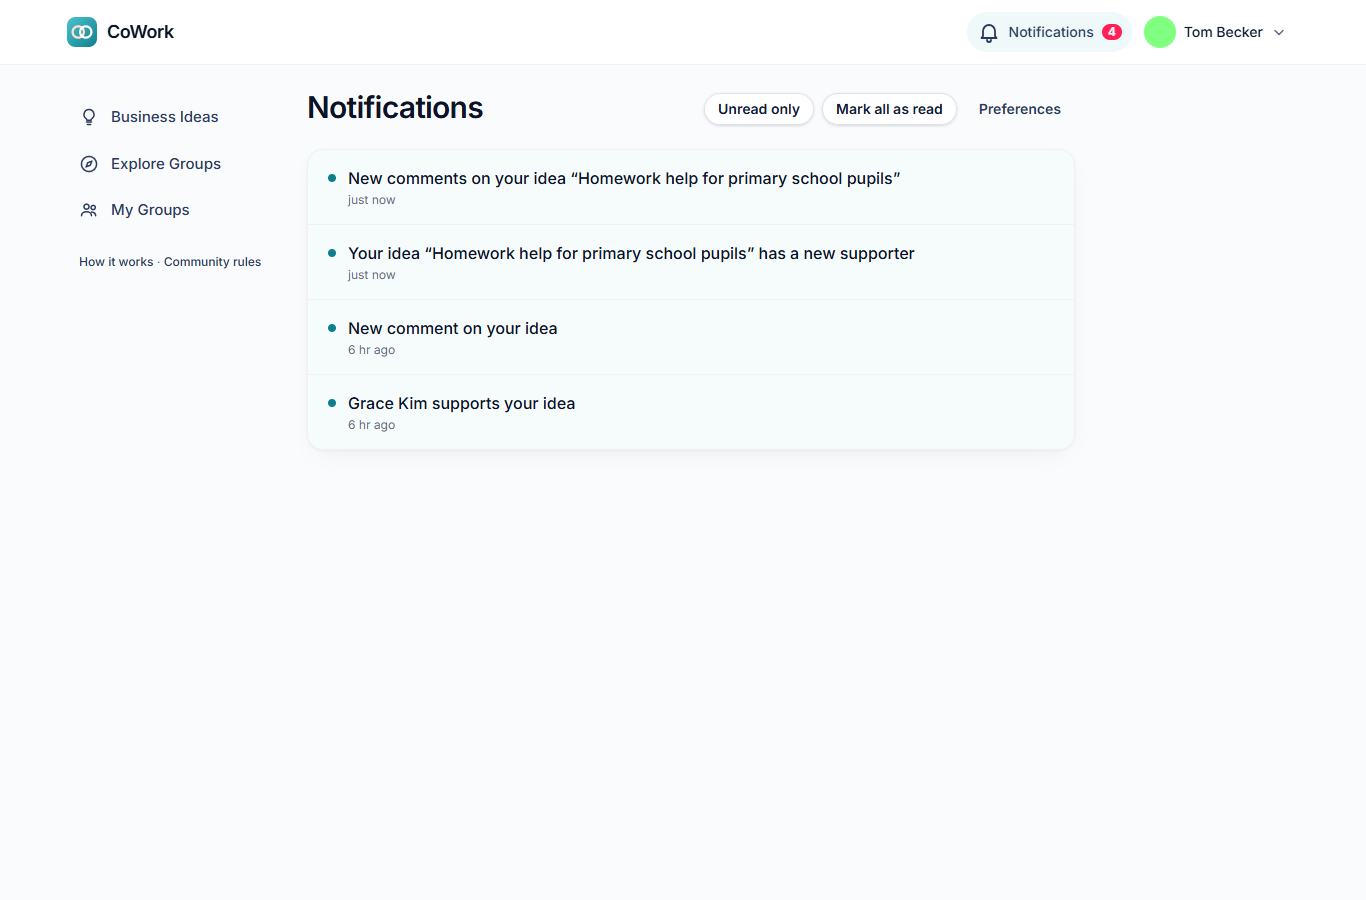 CoWork
Notifications 4
Tom Becker
Business Ideas
Explore Groups
My Groups
How it works · Community rules
Notifications
Unread only
Mark all as read
Preferences
New comments on your idea “Homework help for primary school pupils”
just now
Your idea “Homework help for primary school pupils” has a new supporter
just now
New comment on your idea
6 hr ago
Grace Kim supports your idea
6 hr ago